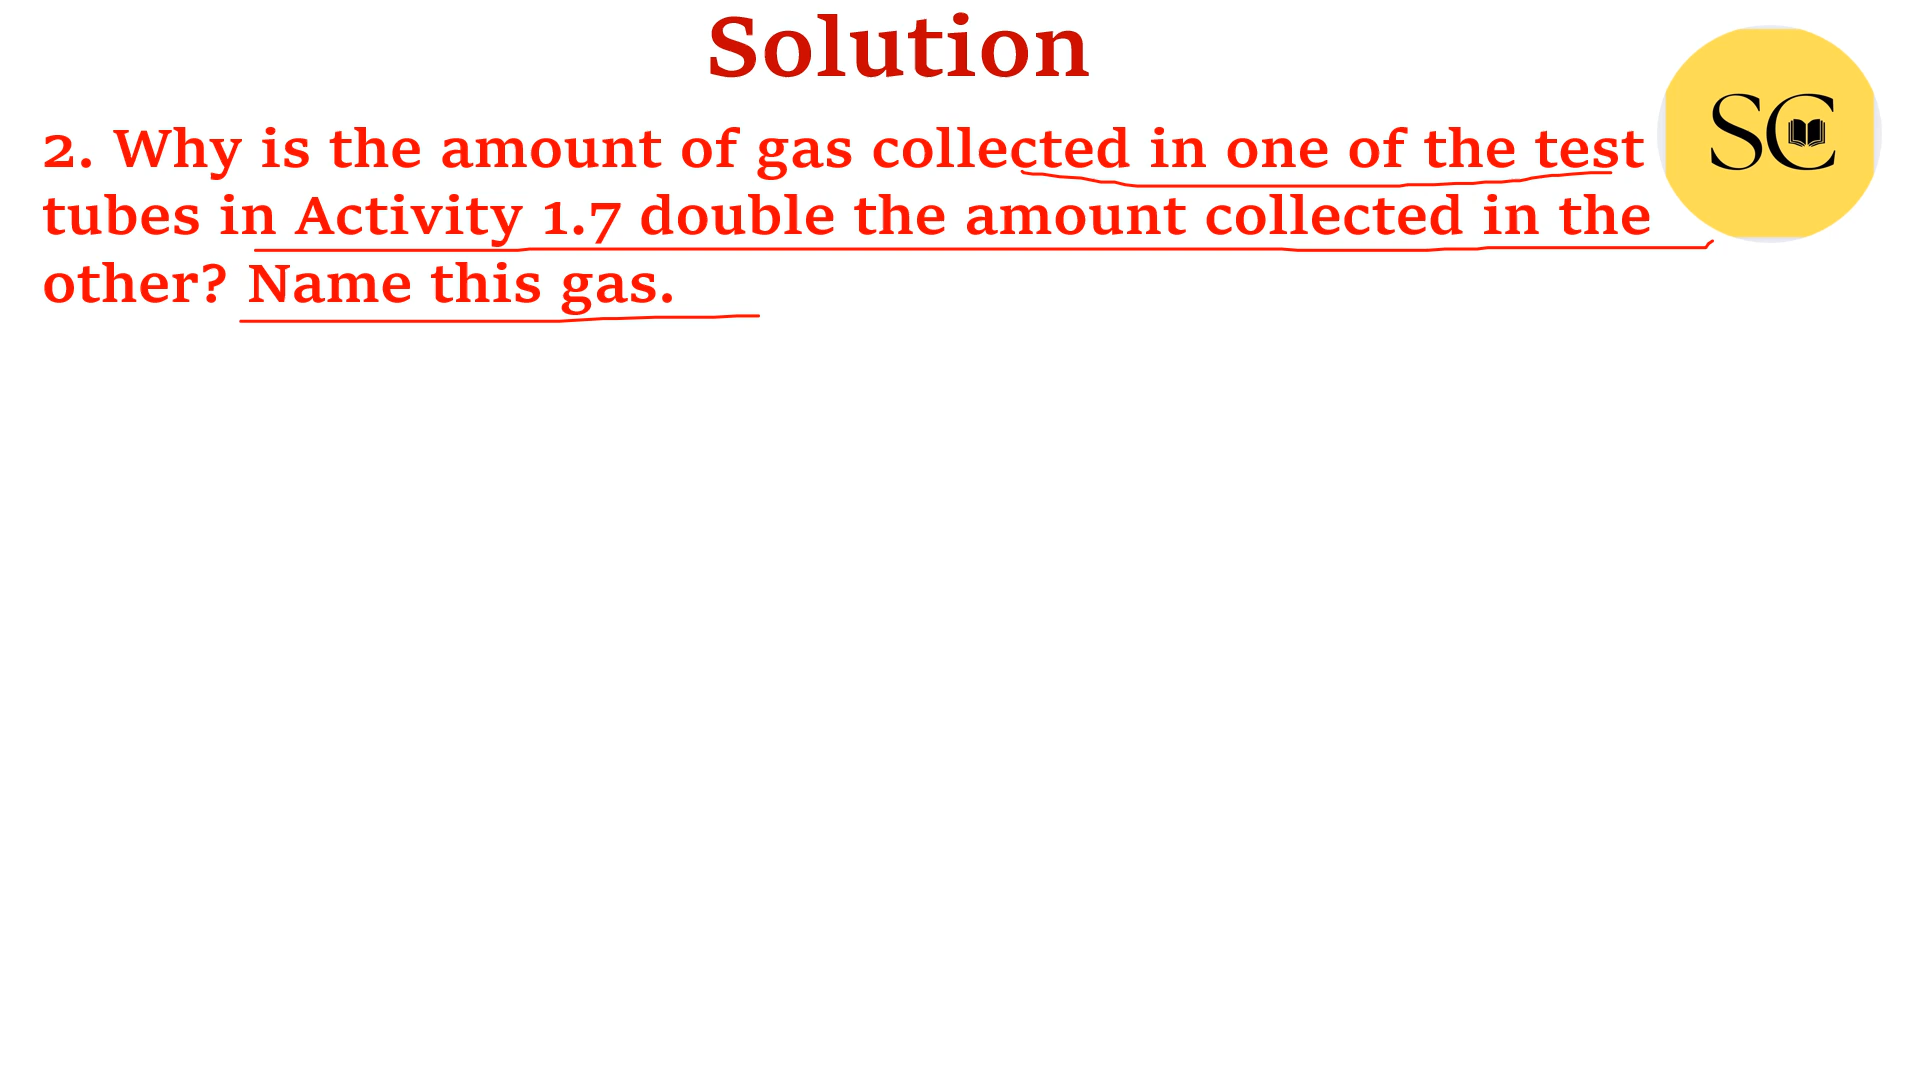 Solution
SC
2. Why is the amount of gas collected in one of the test
tubes in Activity 1.7 double the amount collected in the
other? Name this gas.